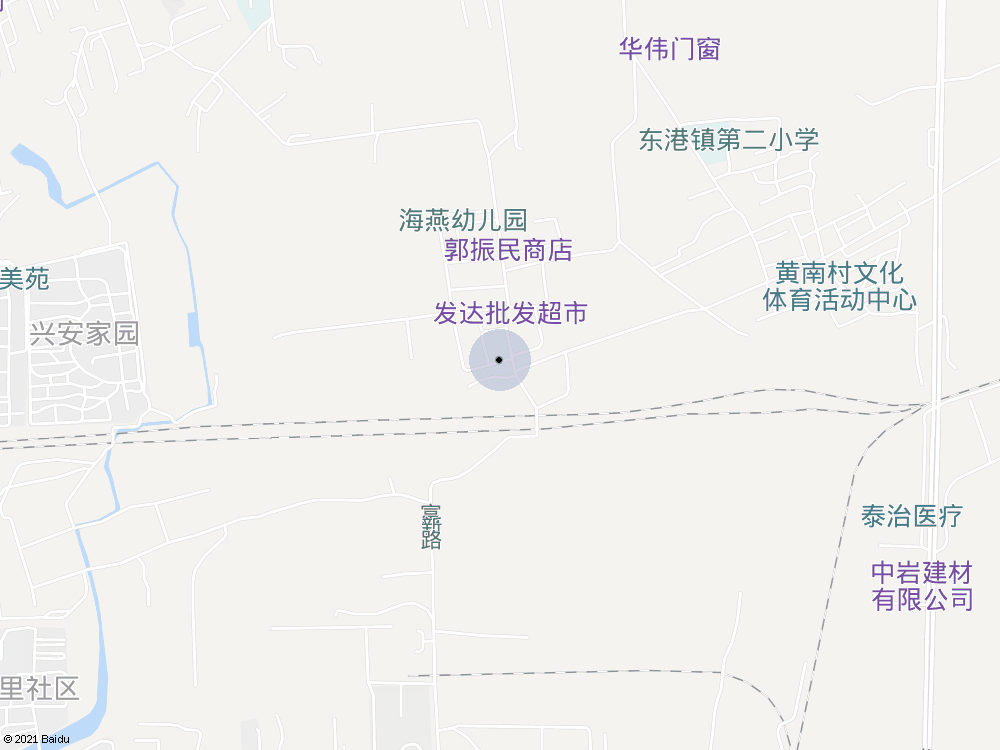 华伟门窗
东港镇第二小学
海燕幼儿园
郭振民商店
美苑
黄南村文化
体育活动中心
发达批发超市
兴安家园
富新路
泰治医疗
中岩建材
有限公司
里社区
© 2021 Baidu